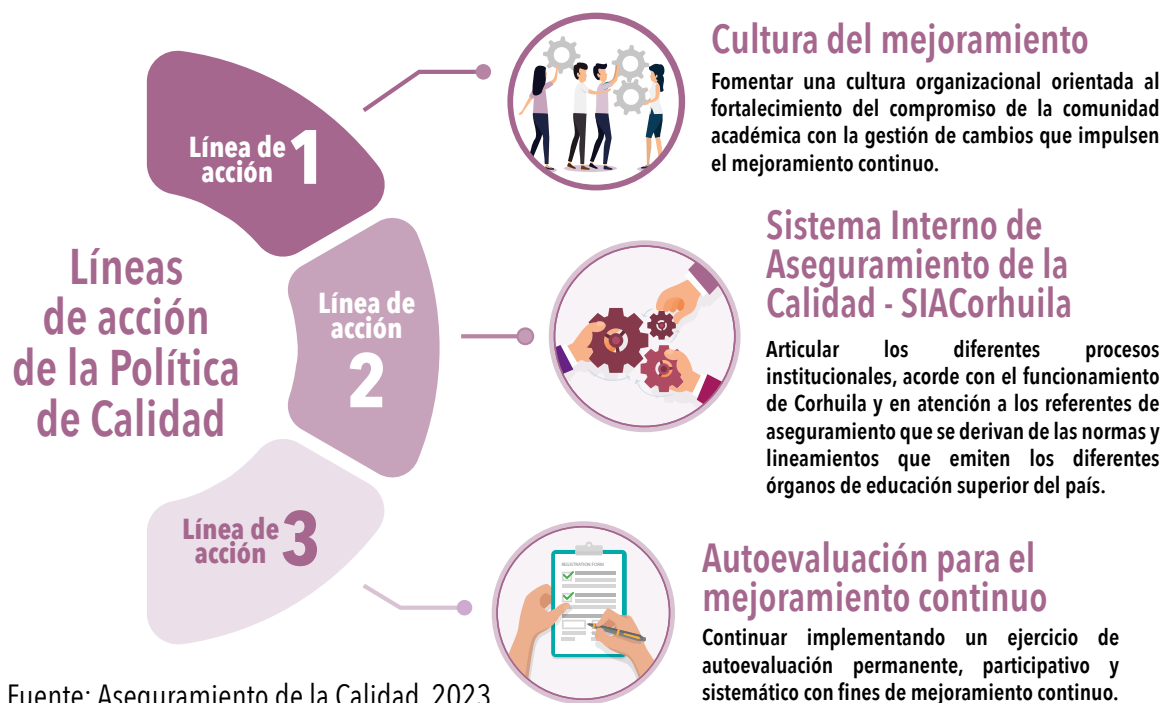 Líneas
de acción
de la Política
de Calidad
Línea de
acción 1
Cultura del mejoramiento
Fomentar una cultura organizacional orientada al
fortalecimiento del compromiso de la comunidad
académica con la gestión de cambios que impulsen
el mejoramiento continuo.
Línea de
acción
2
Sistema Interno de
Aseguramiento de la
Calidad - SIACorhuila
Articular los diferentes procesos
institucionales, acorde con el funcionamiento
de Corhuila y en atención a los referentes de
aseguramiento que se derivan de las normas y
lineamientos que emiten los diferentes
órganos de educación superior del país.
Línea de
acción 3
REGISTRATION FORM
Autoevaluación para el
mejoramiento continuo
Continuar implementando un ejercicio de
autoevaluación permanente, participativo y
sistemático con fines de mejoramiento continuo.
Fuente: Aseguramiento de la Calidad, 2023